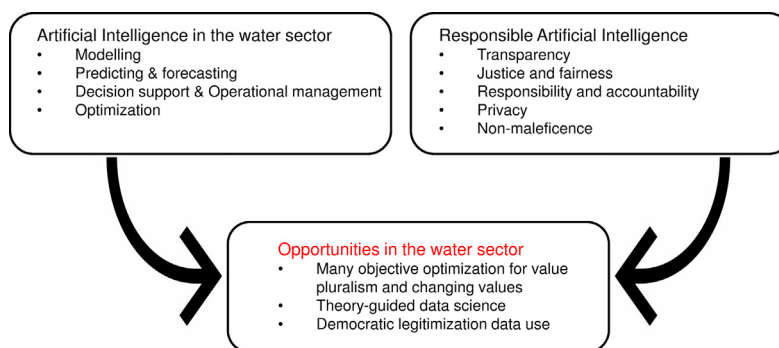 Artificial Intelligence in the water sector
• Modelling
• Predicting & forecasting
• Decision support & Operational management
• Optimization
Responsible Artificial Intelligence
• Transparency
• Justice and fairness
• Responsibility and accountability
• Privacy
• Non-maleficence
Opportunities in the water sector
• Many objective optimization for value
pluralism and changing values
• Theory-guided data science
• Democratic legitimization data use